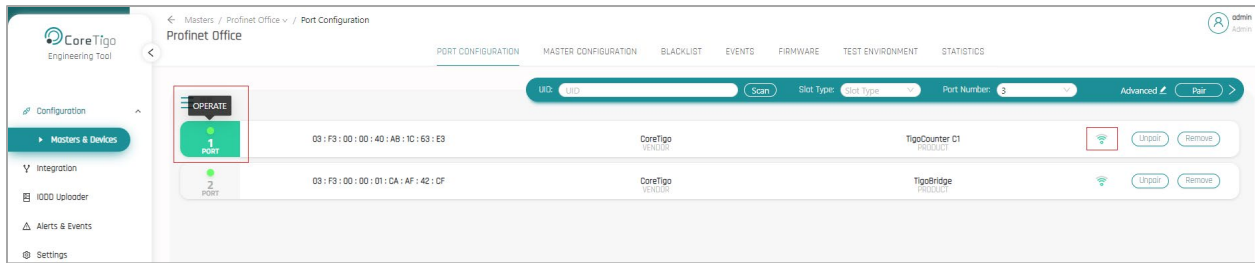 CoreTigo
Engineering Tool
Configuration
Masters & Devices
Integration
IODD Uploader
Alerts & Events
Settings
← Masters / Profinet Office / Port Configuration
Profinet Office
admin
Admin
PORT CONFIGURATION MASTER CONFIGURATION BLACKLIST EVENTS FIRMWARE TEST ENVIRONMENT STATISTICS
UID: UID Scan Slot Type: Slot Type Port Number: 3 Advanced Pair
OPERATE
1
PORT
03 : F3 : 00 : 00 : 40 : AB : 1C : 63 : E3
CoreTigo
VENDOR
TigoCounter C1
PRODUCT
Unpair Remove
2
PORT
03 : F3 : 00 : 00 : 01 : CA : AF : 42 : CF
CoreTigo
VENDOR
TigoBridge
PRODUCT
Unpair Remove